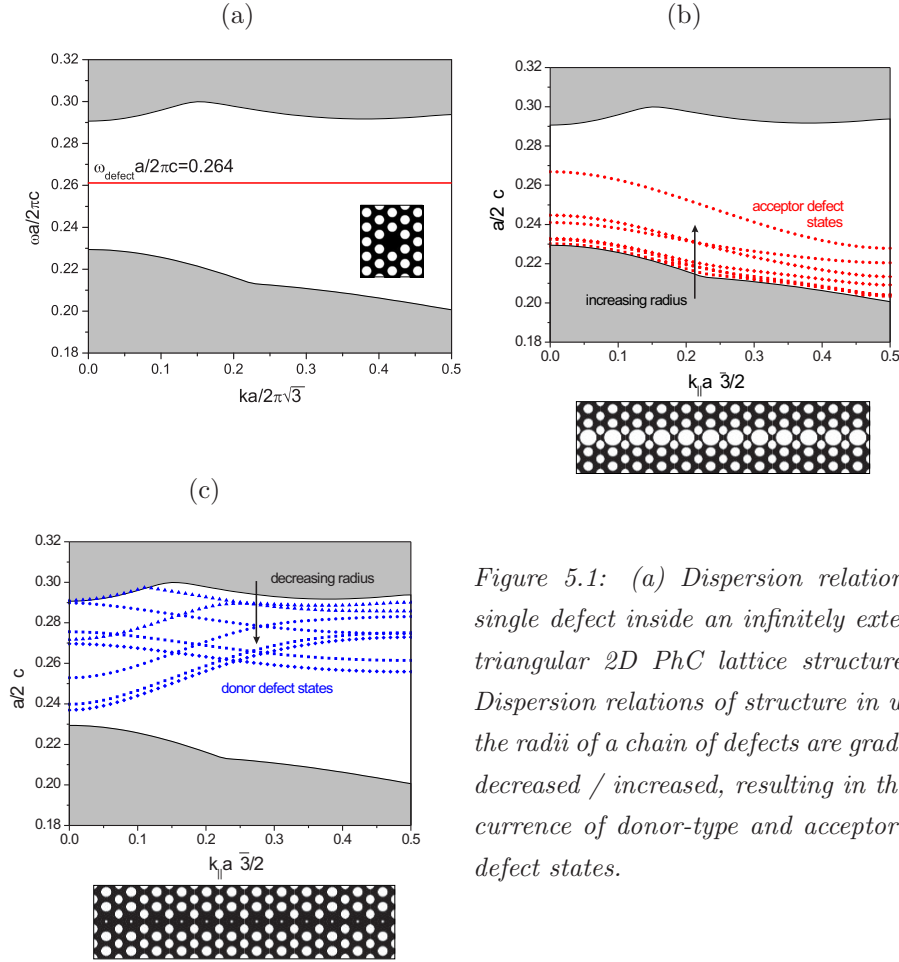 (a)
0.32
0.30
0.28
0.26
0.24
0.22
0.20
0.18
ωa/2πc
ω_defect a/2πc=0.264
0.0 0.1 0.2 0.3 0.4 0.5
ka/2π√3
(b)
0.32
0.30
0.28
0.26
0.24
0.22
0.20
0.18
a/2 c
acceptor defect
states
increasing radius
0.0 0.1 0.2 0.3 0.4 0.5
k_||a 3/2
(c)
0.32
0.30
0.28
0.26
0.24
0.22
0.20
0.18
a/2 c
decreasing radius
donor defect states
0.0 0.1 0.2 0.3 0.4 0.5
k_||a 3/2
Figure 5.1: (a) Dispersion relation
single defect inside an infinitely exte
triangular 2D PhC lattice structure
Dispersion relations of structure in
the radii of a chain of defects are grad
decreased / increased, resulting in th
currence of donor-type and acceptor
defect states.